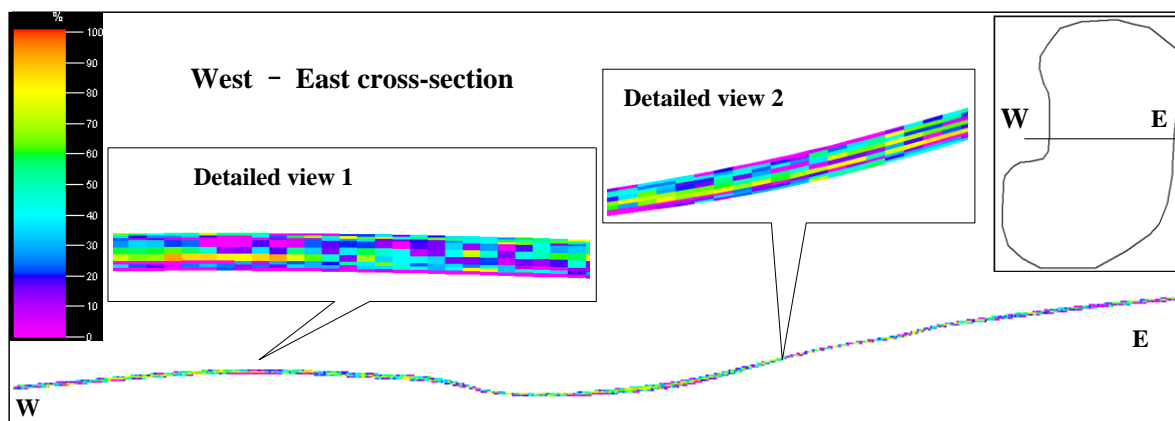 %
100
90
80
70
60
50
40
30
20
10
0
West – East cross-section
Detailed view 1
Detailed view 2
W
E
W
E